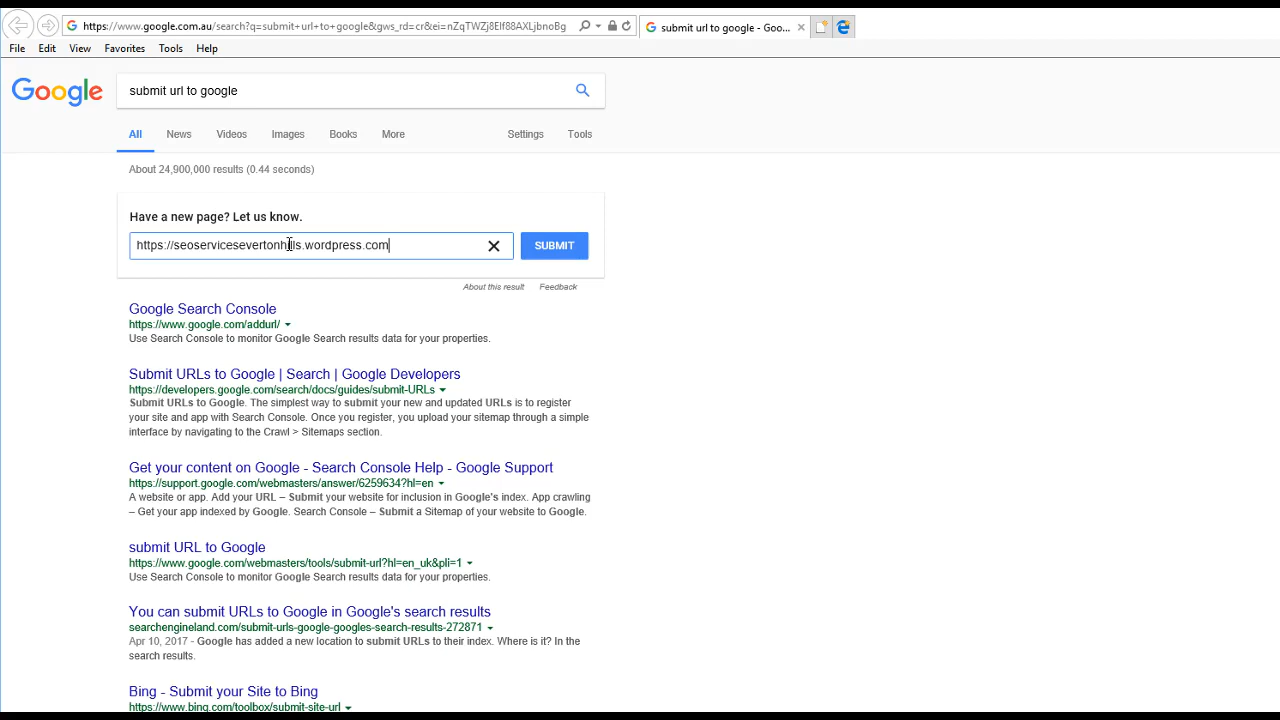 https://www.google.com.au/search?q=submit+url+to+google&gws_rd=cr&ei=nZqTWZj8Elf88AXLjbnoBg
submit url to google - Goo...
File Edit View Favorites Tools Help
Google
submit url to google
All News Videos Images Books More Settings Tools
About 24,900,000 results (0.44 seconds)
Have a new page? Let us know.
https://seoservicesevertonhills.wordpress.com
SUBMIT
About this result Feedback
Google Search Console
https://www.google.com/addurl/
Use Search Console to monitor Google Search results data for your properties.
Submit URLs to Google | Search | Google Developers
https://developers.google.com/search/docs/guides/submit-URLs
Submit URLs to Google. The simplest way to submit your new and updated URLs is to register
your site and app with Search Console. Once you register, you upload your sitemap through a simple
interface by navigating to the Crawl > Sitemaps section.
Get your content on Google - Search Console Help - Google Support
https://support.google.com/webmasters/answer/6259634?hl=en
A website or app. Add your URL – Submit your website for inclusion in Google's index. App crawling
– Get your app indexed by Google. Search Console – Submit a Sitemap of your website to Google.
submit URL to Google
https://www.google.com/webmasters/tools/submit-url?hl=en_uk&pli=1
Use Search Console to monitor Google Search results data for your properties.
You can submit URLs to Google in Google's search results
searchengineland.com/submit-urls-google-googles-search-results-272871
Apr 10, 2017 - Google has added a new location to submit URLs to their index. Where is it? In the
search results.
Bing - Submit your Site to Bing
https://www.bing.com/toolbox/submit-site-url